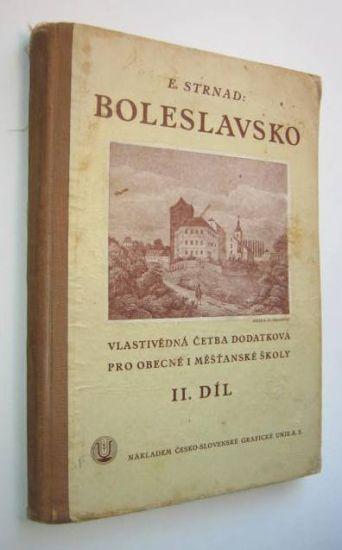 E. STRNAD:
BOLESLAVSKO
VLASTIVĚDNÁ ČETBA DODATKOVÁ
PRO OBECNÉ I MĚŠŤANSKÉ ŠKOLY
II. DÍL
NÁKLADEM ČESKO-SLOVENSKÉ GRAFICKÉ UNIE A. S.